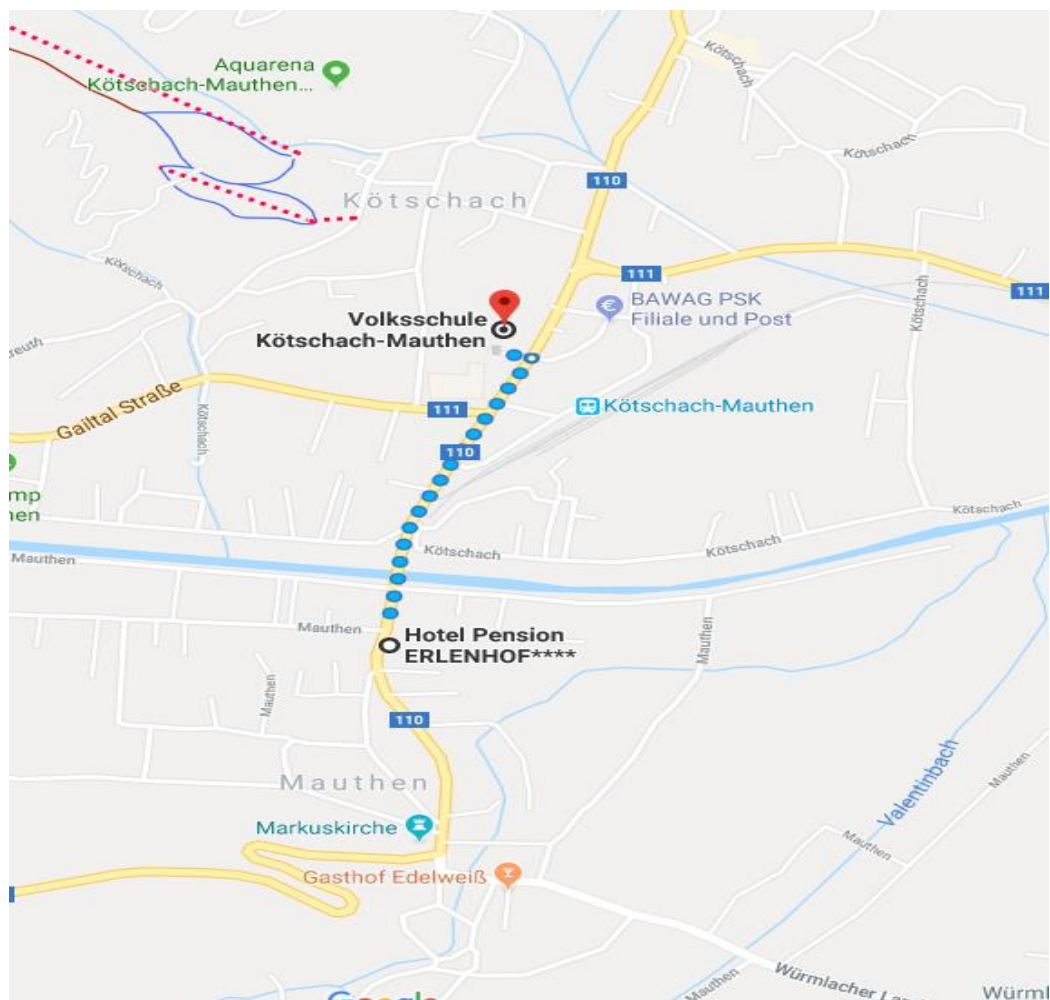 Kötschach
Aquarena
Kötschach-Mauthen...
Kötschach
110
Kötschach
Kötschach
111
111
BAWAG PSK
Filiale und Post
Volksschule
Kötschach-Mauthen
Kötschach
Gailtal Straße
111
Kötschach-Mauthen
Kötschach
110
Kötschach
Kötschach
Kötschach
Mauthen
Mauthen
Hotel Pension
ERLENHOF****
Mauthen
Mauthen
110
Mauthen
Valentinbach
Markuskirche
Mauthen
Gasthof Edelweiß
Mauthen
Würmlacher
Google